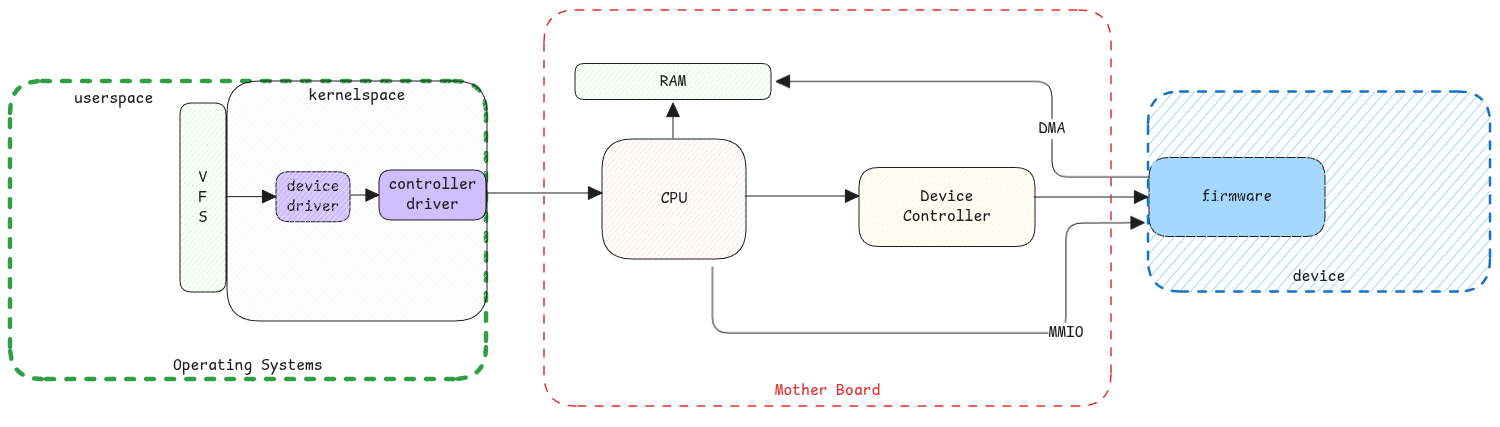 userspace
kernelspace
V
F
S
device
driver
controller
driver
Operating Systems
RAM
CPU
Device
Controller
DMA
MMIO
Mother Board
firmware
device